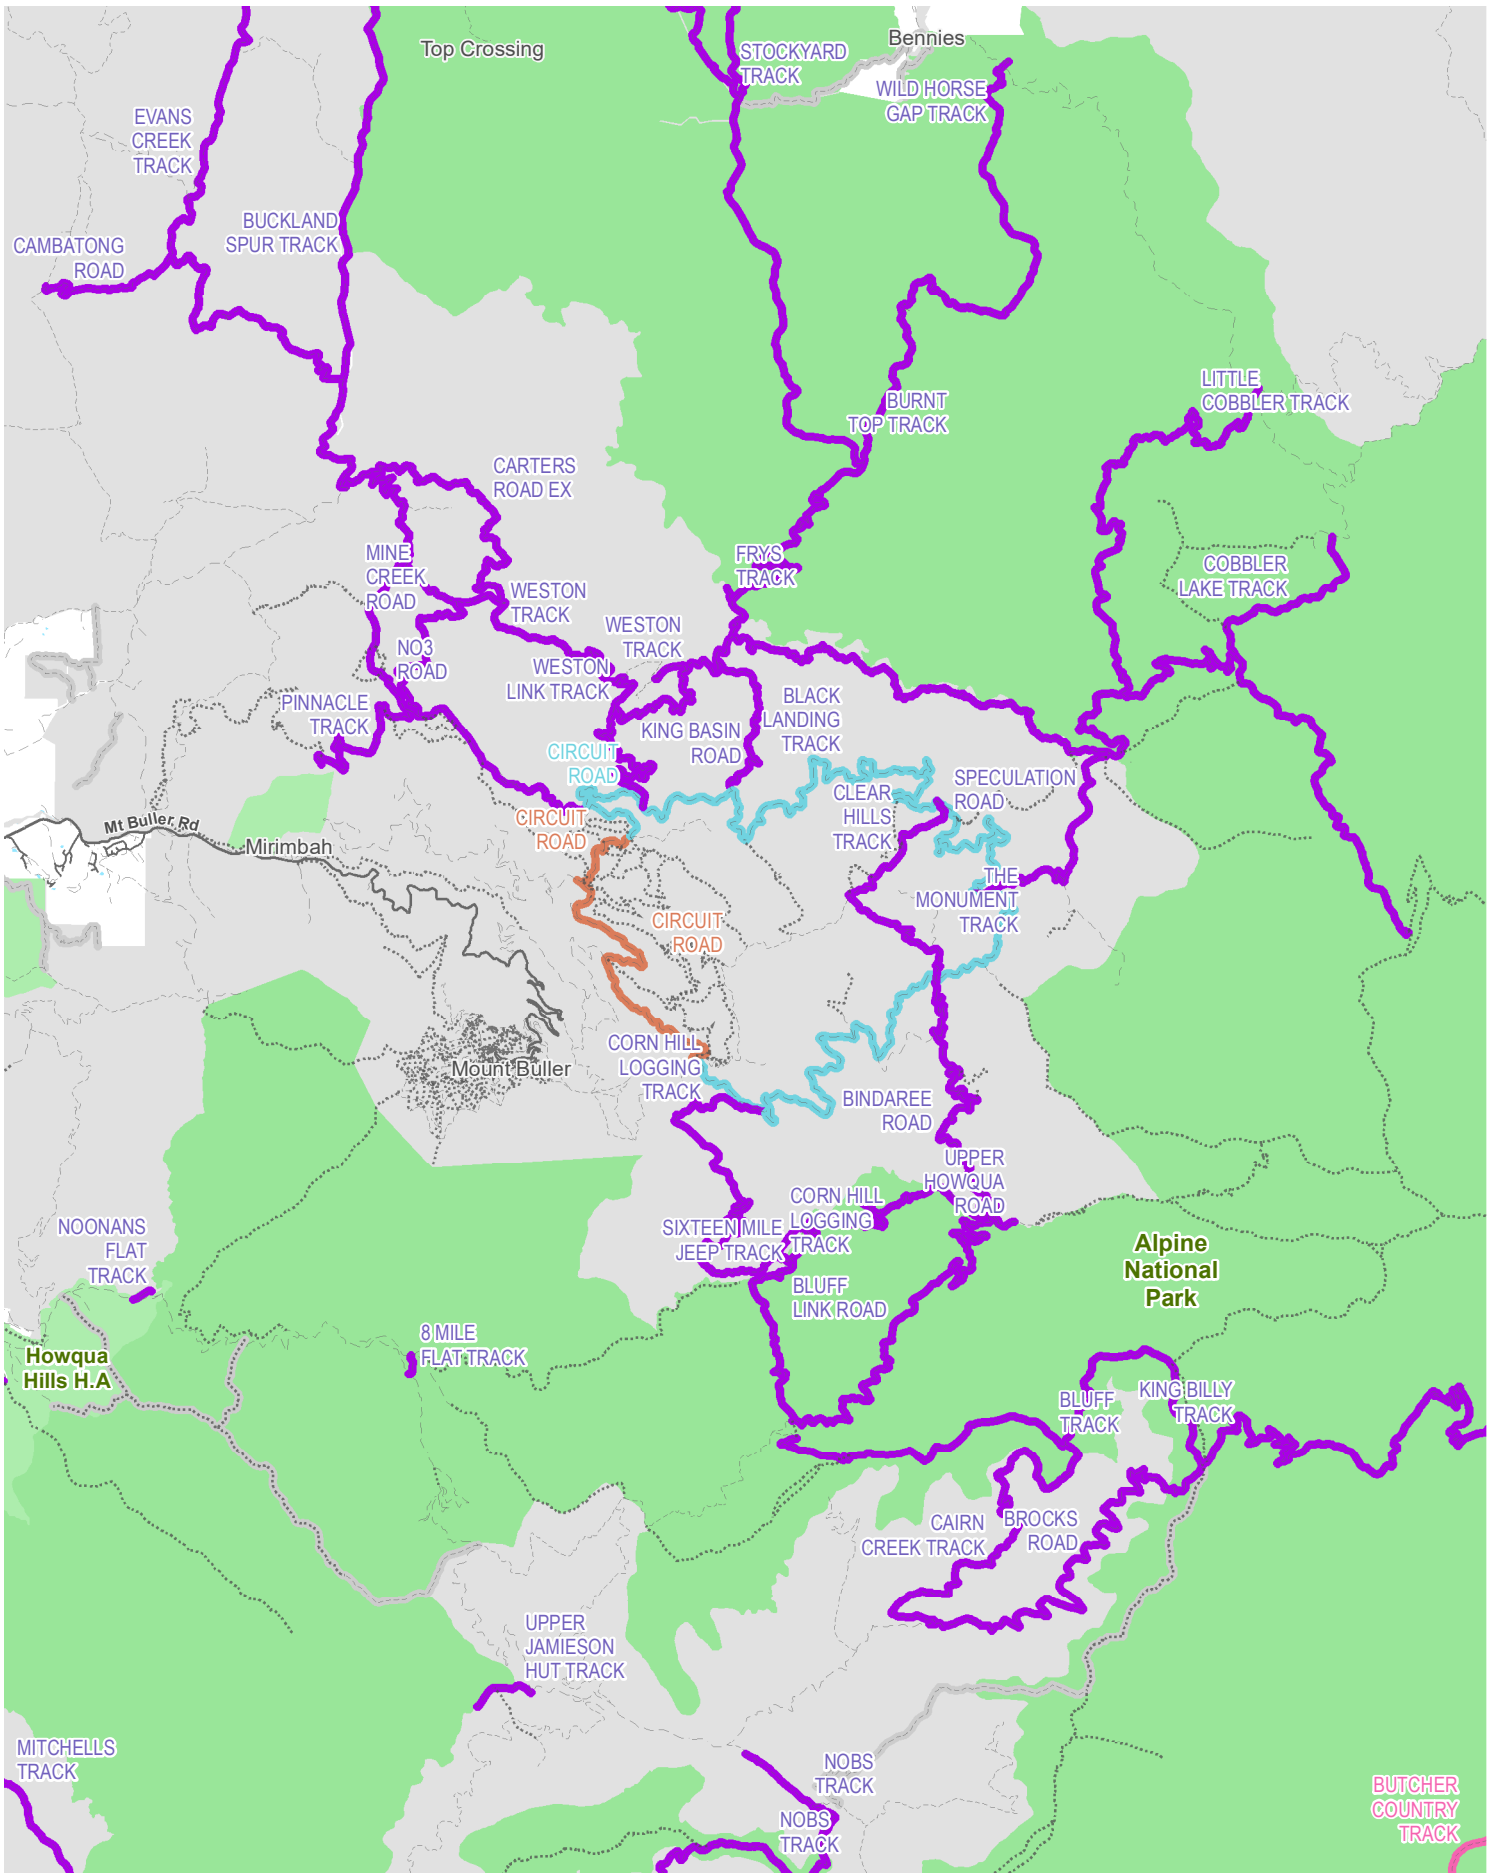 Top Crossing
STOCKYARD
TRACK
Bennies
WILD HORSE
GAP TRACK
EVANS
CREEK
TRACK
BUCKLAND
SPUR TRACK
CAMBATONG
ROAD
LITTLE
COBBLER TRACK
BURNT
TOP TRACK
CARTERS
ROAD EX
MINE
CREEK
ROAD
FRYS
TRACK
COBBLER
LAKE TRACK
WESTON
TRACK
WESTON
TRACK
NO3
ROAD
WESTON
LINK TRACK
PINNACLE
TRACK
BLACK
LANDING
TRACK
KING BASIN
ROAD
CIRCUIT
ROAD
SPECULATION
ROAD
CLEAR
HILLS
TRACK
CIRCUIT
ROAD
Mt Buller Rd
Mirimbah
THE
MONUMENT
TRACK
CIRCUIT
ROAD
CORN HILL
LOGGING
TRACK
Mount Buller
BINDAREE
ROAD
UPPER
HOWQUA
ROAD
CORN HILL
LOGGING
TRACK
SIXTEEN MILE
JEEP TRACK
NOONANS
FLAT
TRACK
Alpine
National
Park
BLUFF
LINK ROAD
8 MILE
FLAT TRACK
Howqua
Hills H.A
BLUFF
TRACK
KING BILLY
TRACK
CAIRN
CREEK TRACK
BROCKS
ROAD
UPPER
JAMIESON
HUT TRACK
MITCHELLS
TRACK
NOBS
TRACK
NOBS
TRACK
BUTCHER
COUNTRY
TRACK